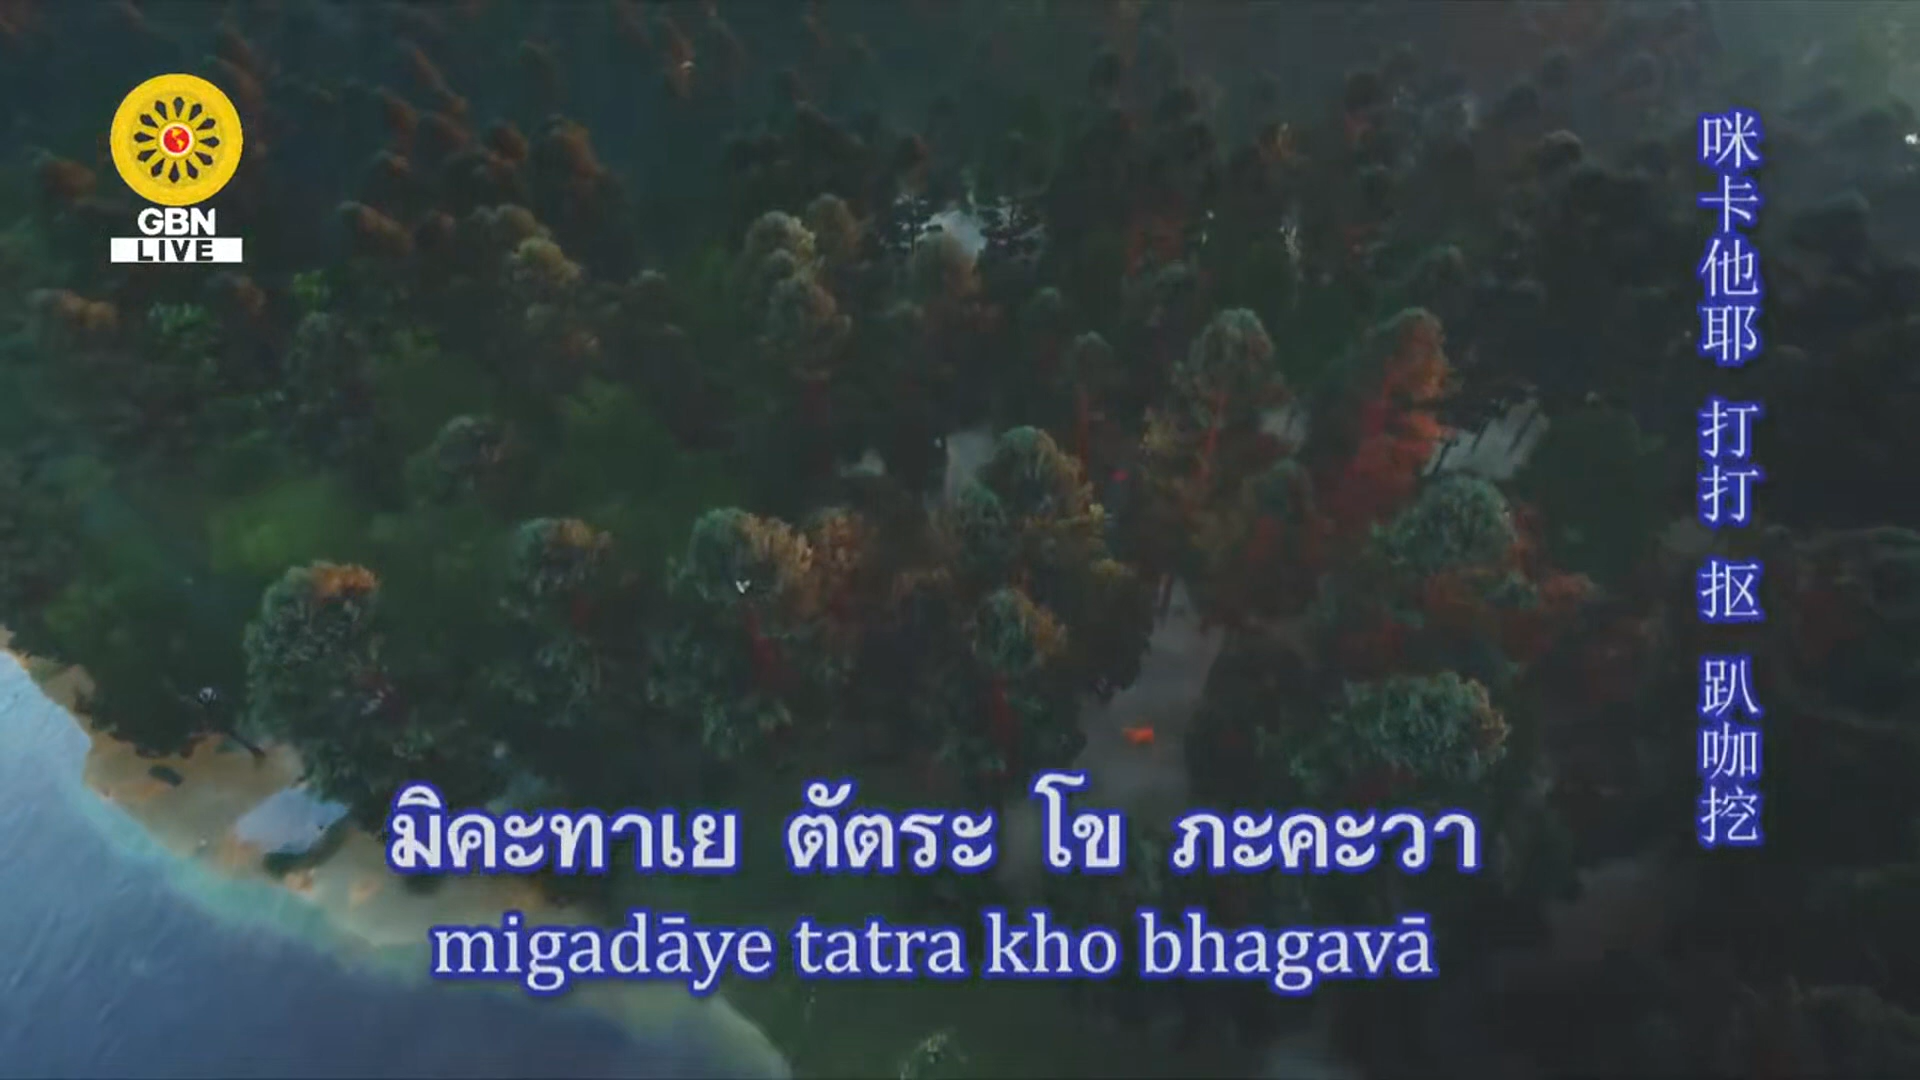 GBN
LIVE
咪卡他耶 打打 抠 趴咖挖
มิคะทาเย ตัตระ โข ภะคะวา
migadāye tatra kho bhagavā